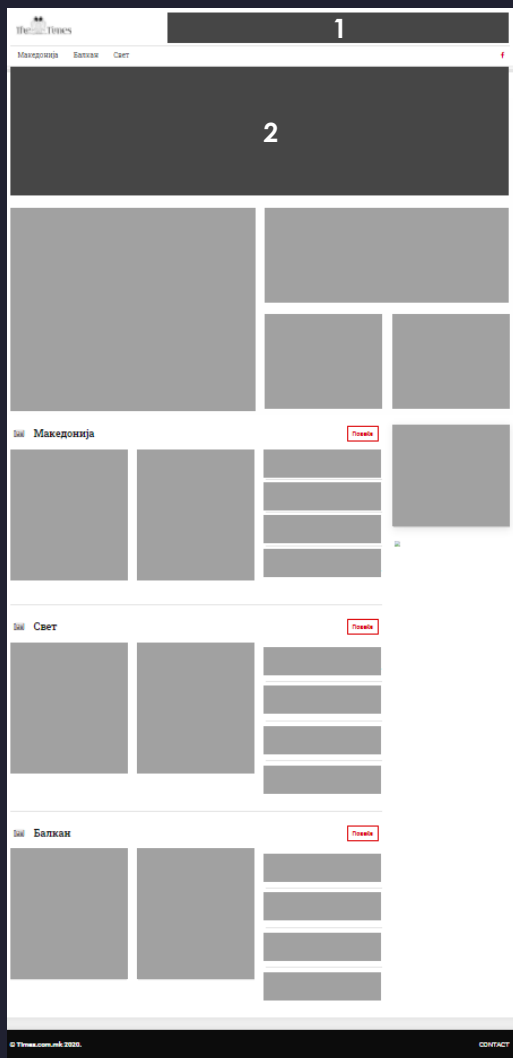 The Times
1
Македонија Балкан Свет
f
2
Македонија
Повеќе
Свет
Повеќе
Балкан
Повеќе
© Times.com.mk 2020.
CONTACT